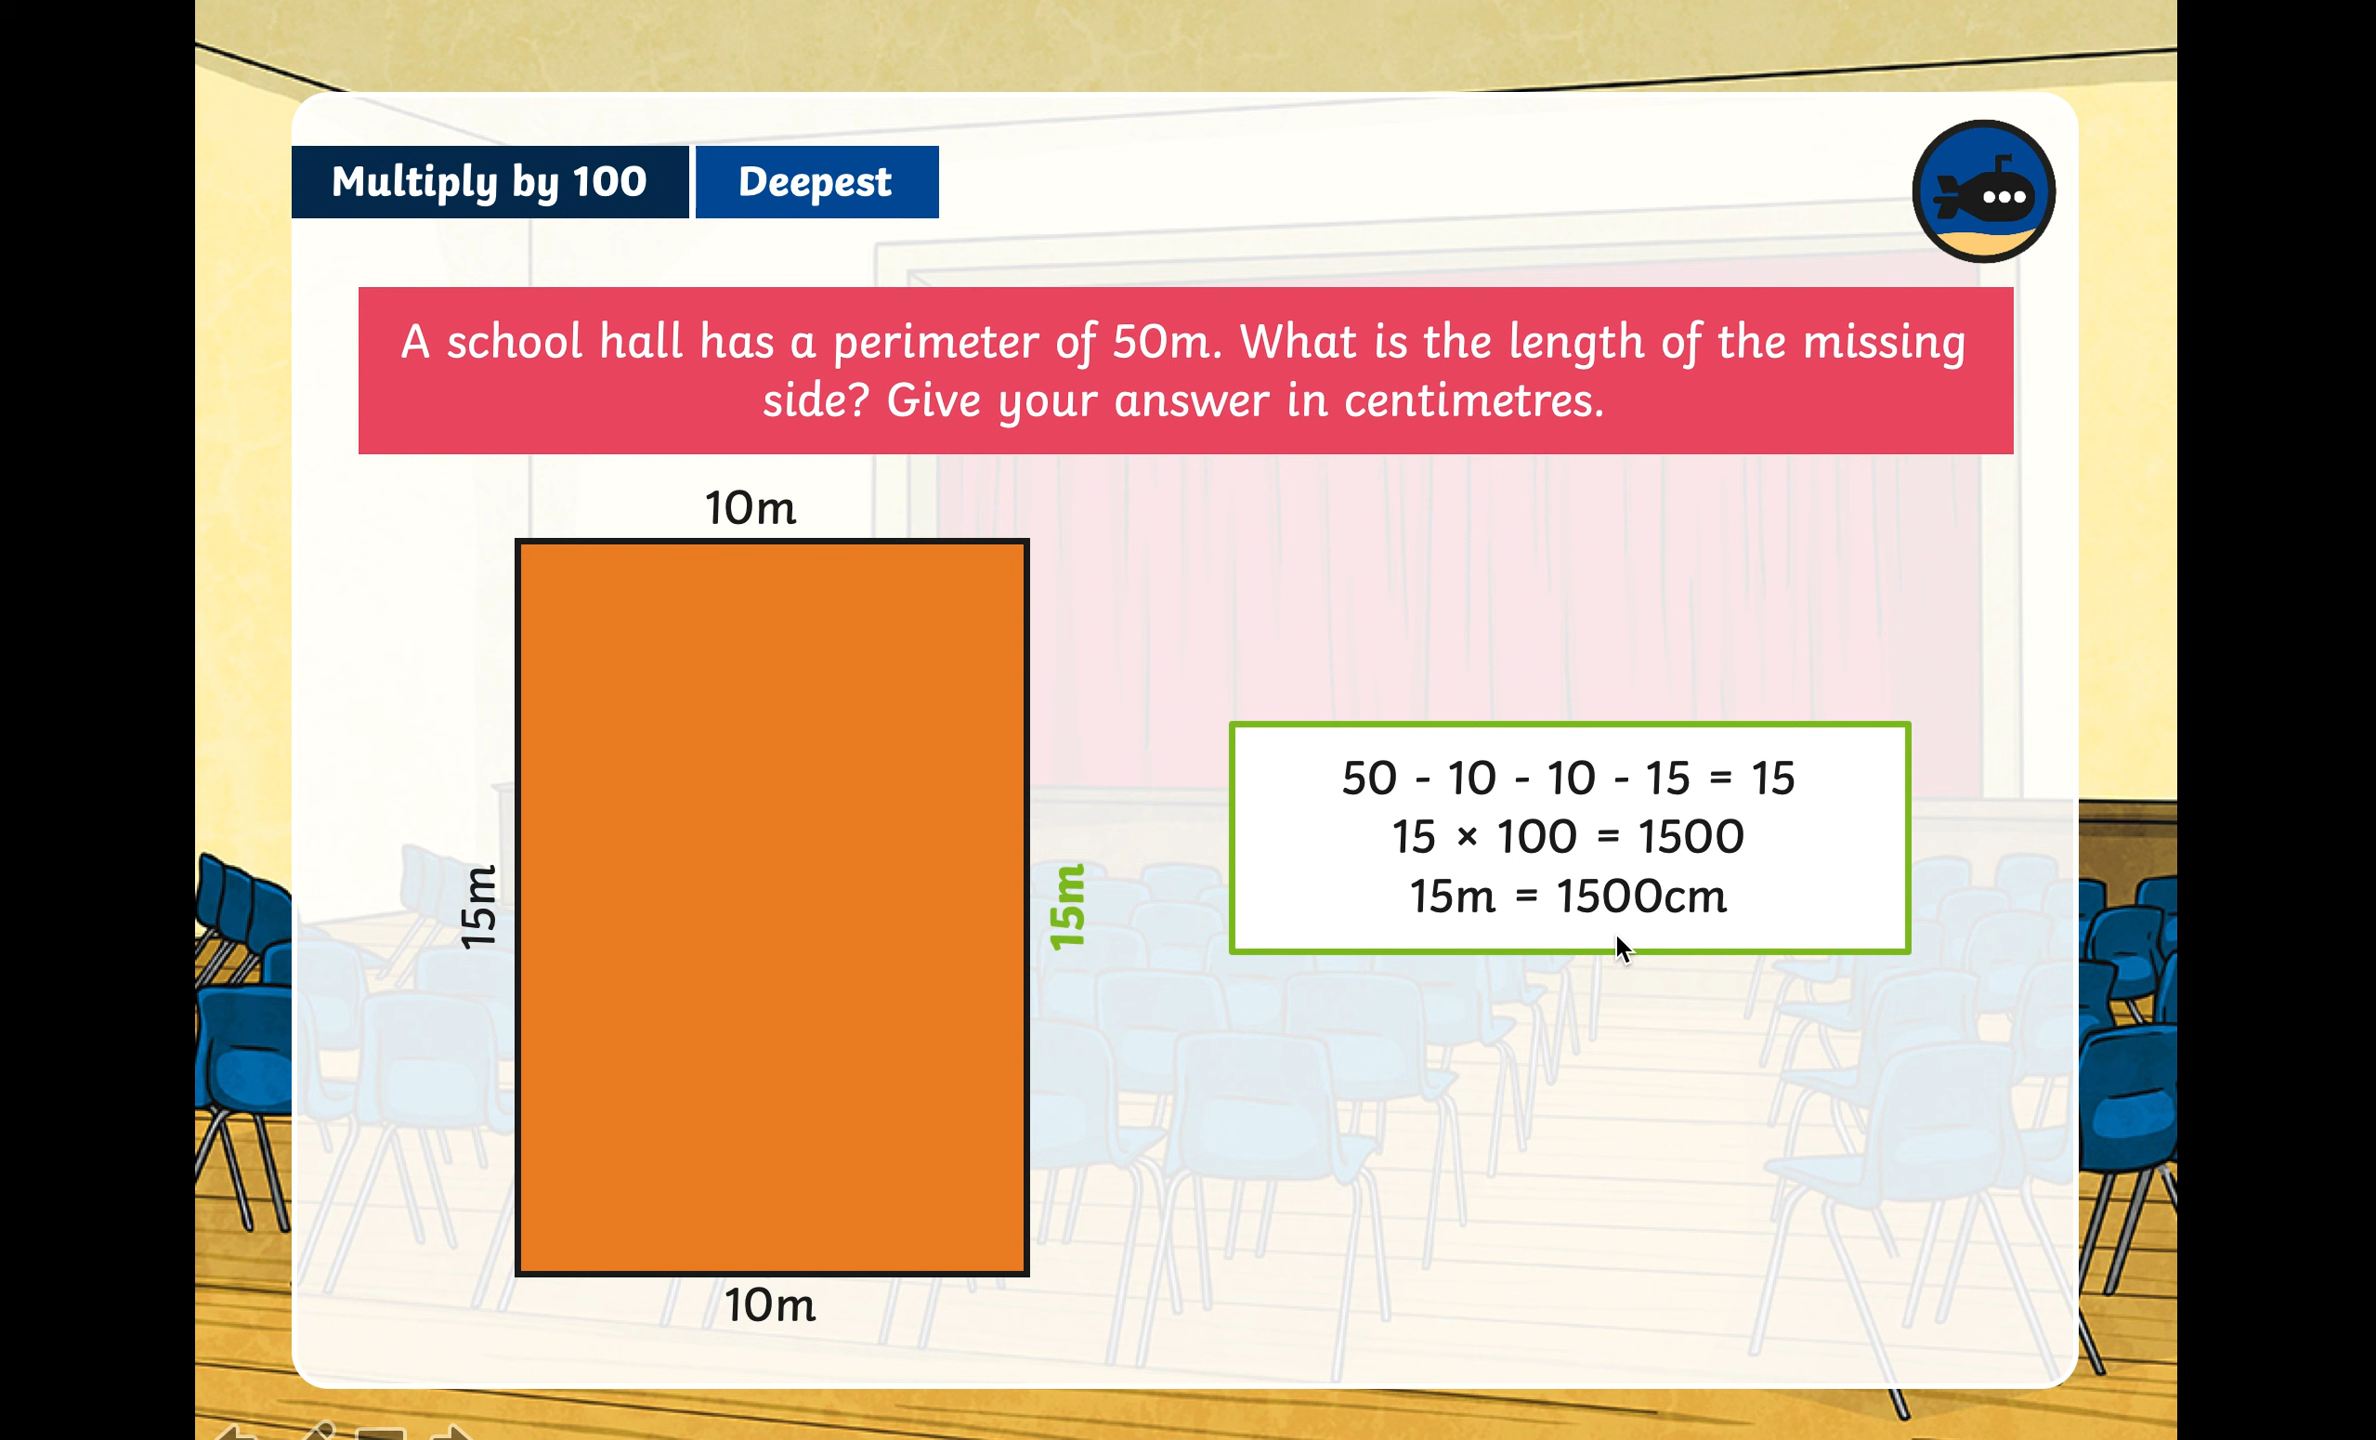 Multiply by 100
Deepest
A school hall has a perimeter of 50m. What is the length of the missing
side? Give your answer in centimetres.
10m
15m
15m
50 - 10 - 10 - 15 = 15
15 × 100 = 1500
15m = 1500cm
10m